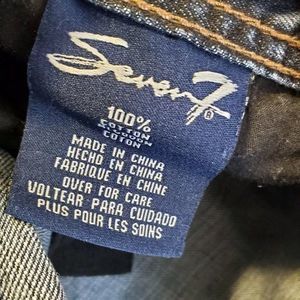 Seven7
®
100%
COTTON
COTON
MADE IN CHINA
HECHO EN CHINA
FABRIQUE EN CHINE
OVER FOR CARE
VOLTEAR PARA CUIDADO
PLUS POUR LES SOINS